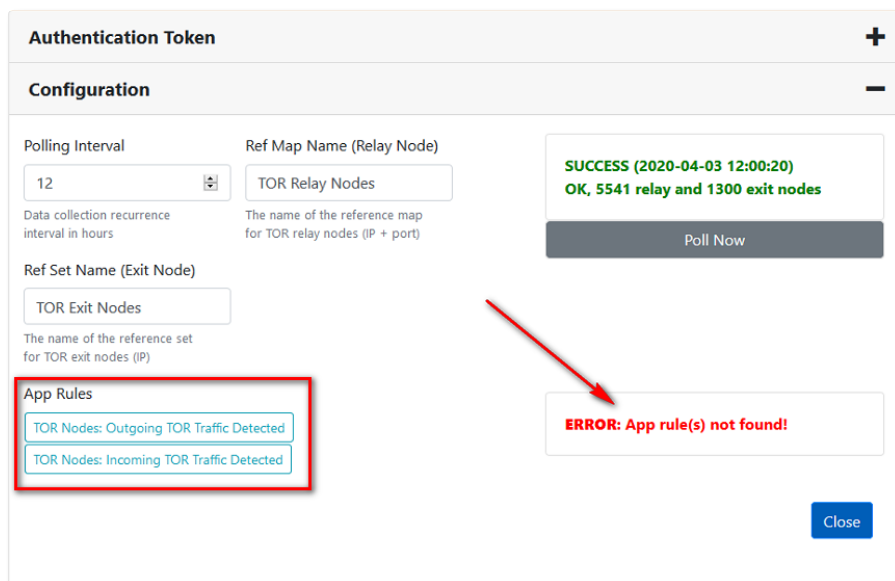 Authentication Token
Configuration
Polling Interval
12
Data collection recurrence
interval in hours
Ref Map Name (Relay Node)
TOR Relay Nodes
The name of the reference map
for TOR relay nodes (IP + port)
SUCCESS (2020-04-03 12:00:20)
OK, 5541 relay and 1300 exit nodes
Poll Now
Ref Set Name (Exit Node)
TOR Exit Nodes
The name of the reference set
for TOR exit nodes (IP)
App Rules
TOR Nodes: Outgoing TOR Traffic Detected
TOR Nodes: Incoming TOR Traffic Detected
ERROR: App rule(s) not found!
Close